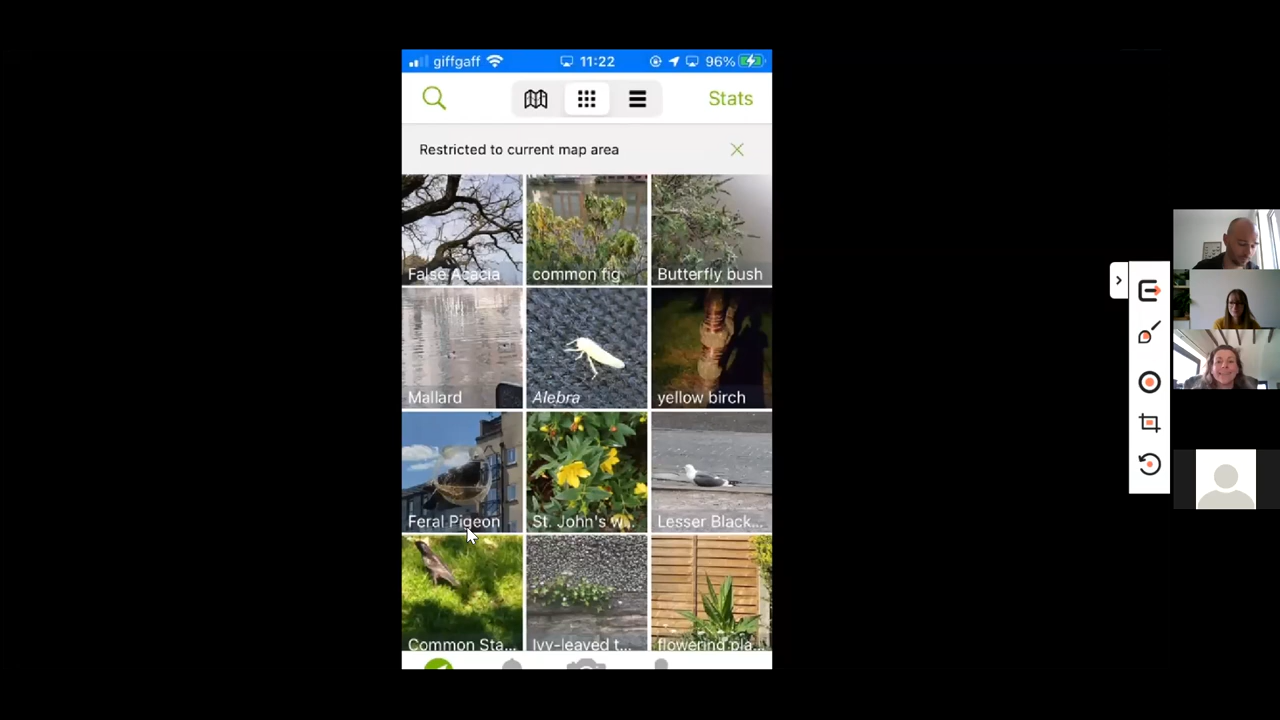 giffgaff 11:22 96%
Stats
Restricted to current map area
False Acacia common fig Butterfly bush
Mallard Alebra yellow birch
Feral Pigeon St. John's w... Lesser Black...
Common Sta... Ivy-leaved t... flowering pla...